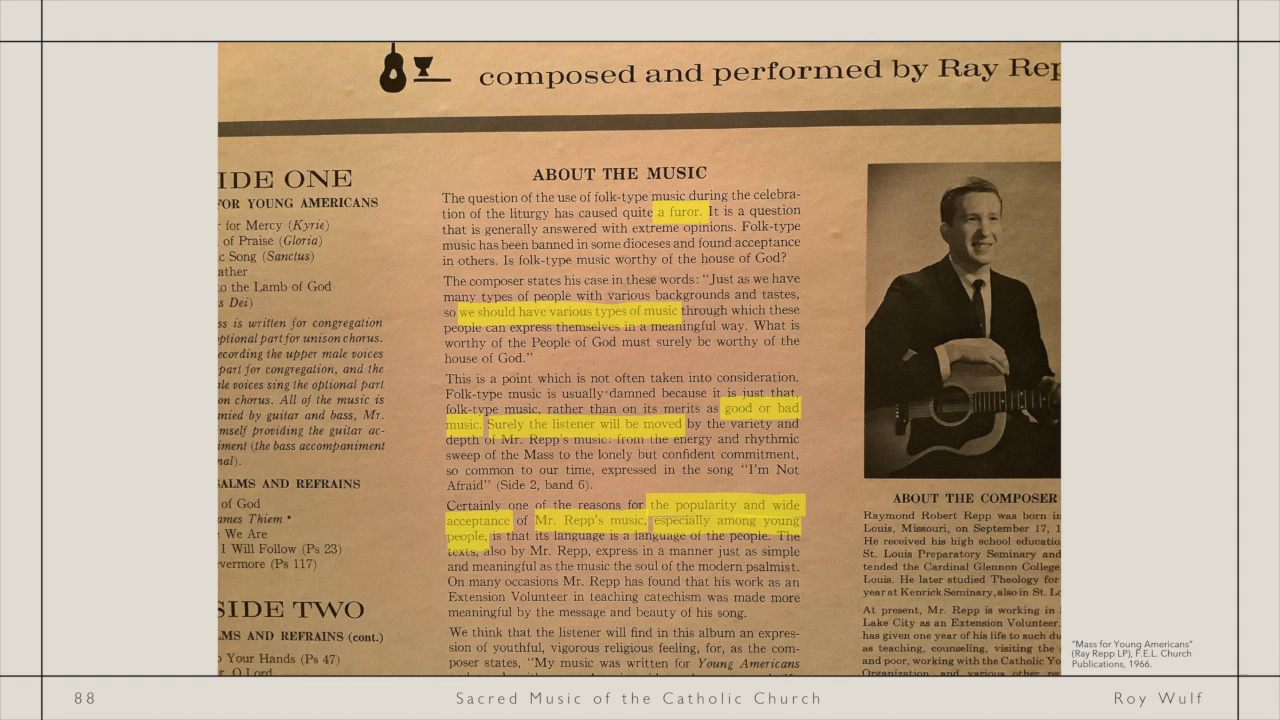 composed and performed by Ray Rep
IDE ONE
FOR YOUNG AMERICANS
r for Mercy (Kyrie)
of Praise (Gloria)
c Song (Sanctus)
ather
to the Lamb of God
s Dei)
ss is written for congregation
optional part for unison chorus.
ecording the upper male voices
part for congregation, and the
le voices sing the optional part
on chorus. All of the music is
nied by guitar and bass, Mr.
mself providing the guitar ac-
iment (the bass accompaniment
nal).
SALMS AND REFRAINS
of God
ames Thiem •
We Are
I Will Follow (Ps 23)
evermore (Ps 117)
SIDE TWO
LMS AND REFRAINS (cont.)
Your Hands (Ps 47)
r, O Lord
ABOUT THE MUSIC
The question of the use of folk-type music during the celebra-
tion of the liturgy has caused quite a furor. It is a question
that is generally answered with extreme opinions. Folk-type
music has been banned in some dioceses and found acceptance
in others. Is folk-type music worthy of the house of God?
The composer states his case in these words: "Just as we have
many types of people with various backgrounds and tastes,
so we should have various types of music through which these
people can express themselves in a meaningful way. What is
worthy of the People of God must surely be worthy of the
house of God."
This is a point which is not often taken into consideration.
Folk-type music is usually damned because it is just that,
folk-type music, rather than on its merits as good or bad
music. Surely the listener will be moved by the variety and
depth of Mr. Repp's music: from the energy and rhythmic
sweep of the Mass to the lonely but confident commitment,
so common to our time, expressed in the song "I'm Not
Afraid" (Side 2, band 6).
Certainly one of the reasons for the popularity and wide
acceptance of Mr. Repp's music, especially among young
people, is that its language is a language of the people. The
texts, also by Mr. Repp, express in a manner just as simple
and meaningful as the music the soul of the modern psalmist.
On many occasions Mr. Repp has found that his work as an
Extension Volunteer in teaching catechism was made more
meaningful by the message and beauty of his song.
We think that the listener will find in this album an expres-
sion of youthful, vigorous religious feeling, for, as the com-
poser states, "My music was written for Young Americans
ABOUT THE COMPOSER
Raymond Robert Repp was born in
Louis, Missouri, on September 17, 1
He received his high school educatio
St. Louis Preparatory Seminary and
tended the Cardinal Glennon College
Louis. He later studied Theology for
year at Kenrick Seminary, also in St. Lo
At present, Mr. Repp is working in
Lake City as an Extension Volunteer.
has given one year of his life to such du
as teaching, counseling, visiting the
and poor, working with the Catholic Yo
Organization and various other pa
"Mass for Young Americans"
(Ray Repp LP), F.E.L. Church
Publications, 1966.
88
Sacred Music of the Catholic Church
Roy Wulf